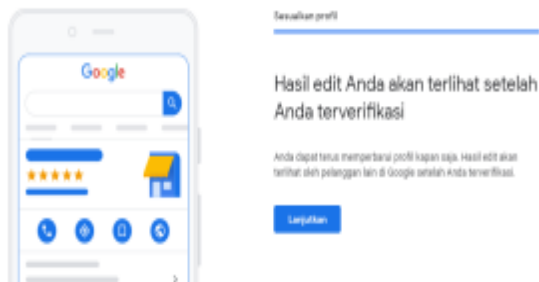 Google
Sesuaikan profil
Hasil edit Anda akan terlihat setelah
Anda terverifikasi
Anda dapat terus memperbarui profil kapan saja. Hasil edit akan
terlihat oleh pelanggan lain di Google setelah Anda terverifikasi.
Lanjutkan